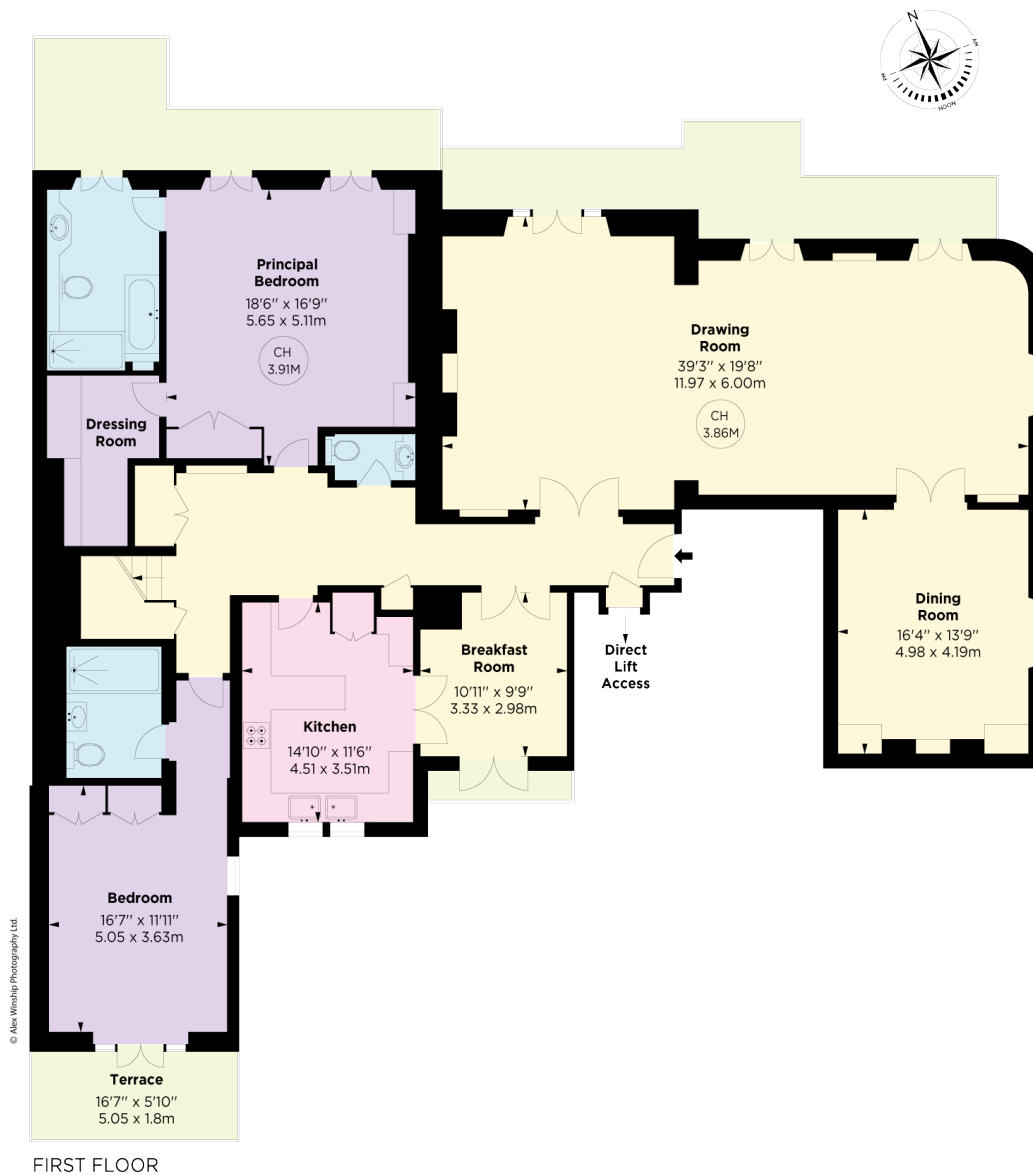 N
AM
PM
NOON
Principal
Bedroom
18'6'' x 16'9''
5.65 x 5.11m
CH
3.91M
Drawing
Room
39'3'' x 19'8''
11.97 x 6.00m
CH
3.86M
Dressing
Room
Dining
Room
16'4'' x 13'9''
4.98 x 4.19m
Breakfast
Room
10'11'' x 9'9''
3.33 x 2.98m
Direct
Lift
Access
Kitchen
14'10'' x 11'6''
4.51 x 3.51m
Bedroom
16'7'' x 11'11''
5.05 x 3.63m
© Alex Winship Photography Ltd.
Terrace
16'7'' x 5'10''
5.05 x 1.8m
FIRST FLOOR